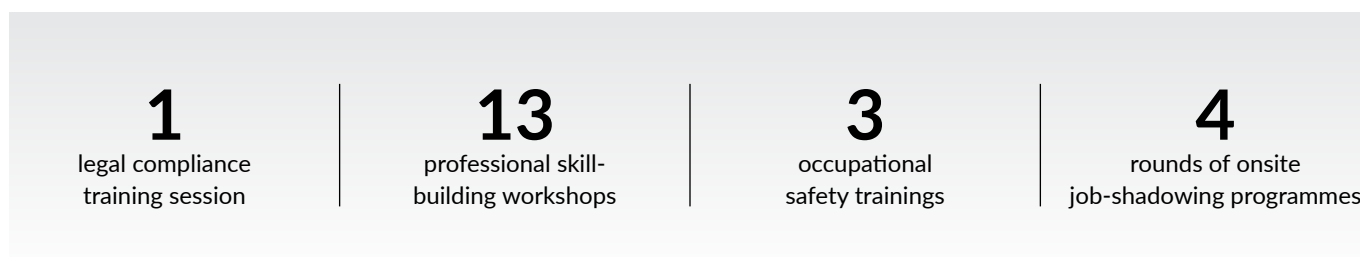 1
legal compliance
training session
13
professional skill-
building workshops
3
occupational
safety trainings
4
rounds of onsite
job-shadowing programmes